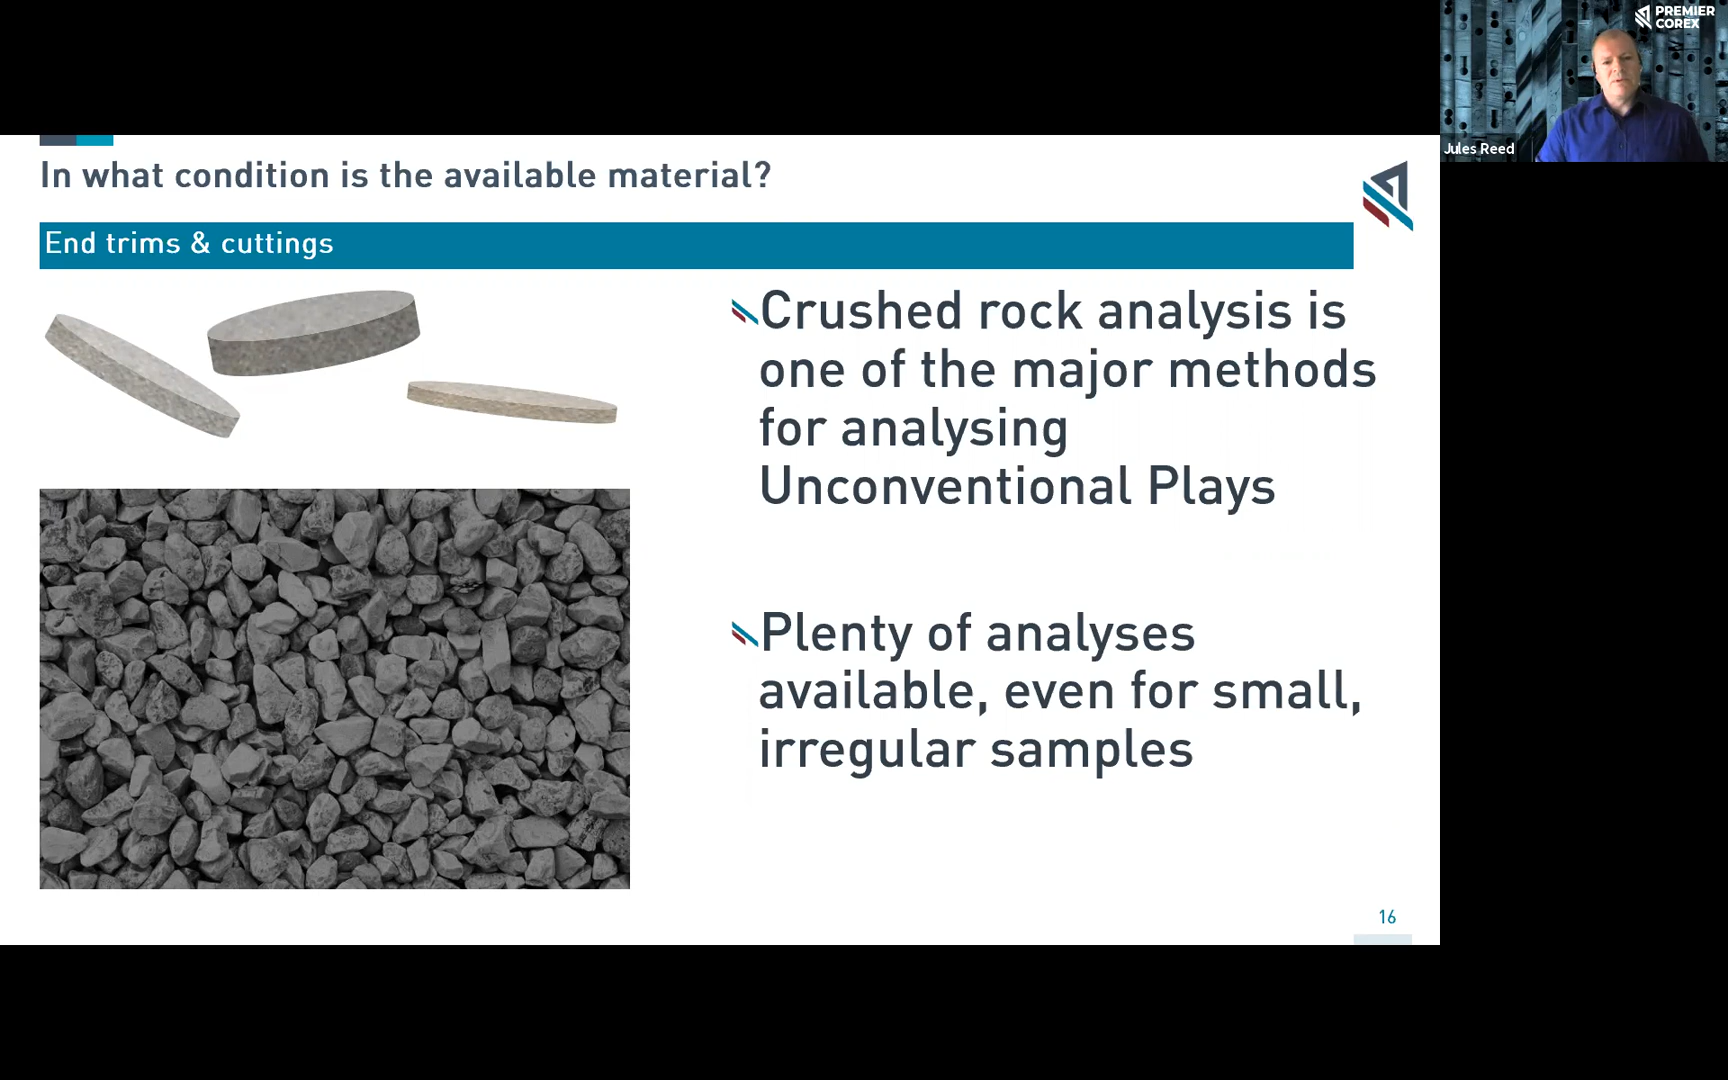 PREMIER
COREX
Jules Reed
In what condition is the available material?
End trims & cuttings
Crushed rock analysis is
one of the major methods
for analysing
Unconventional Plays
Plenty of analyses
available, even for small,
irregular samples
16